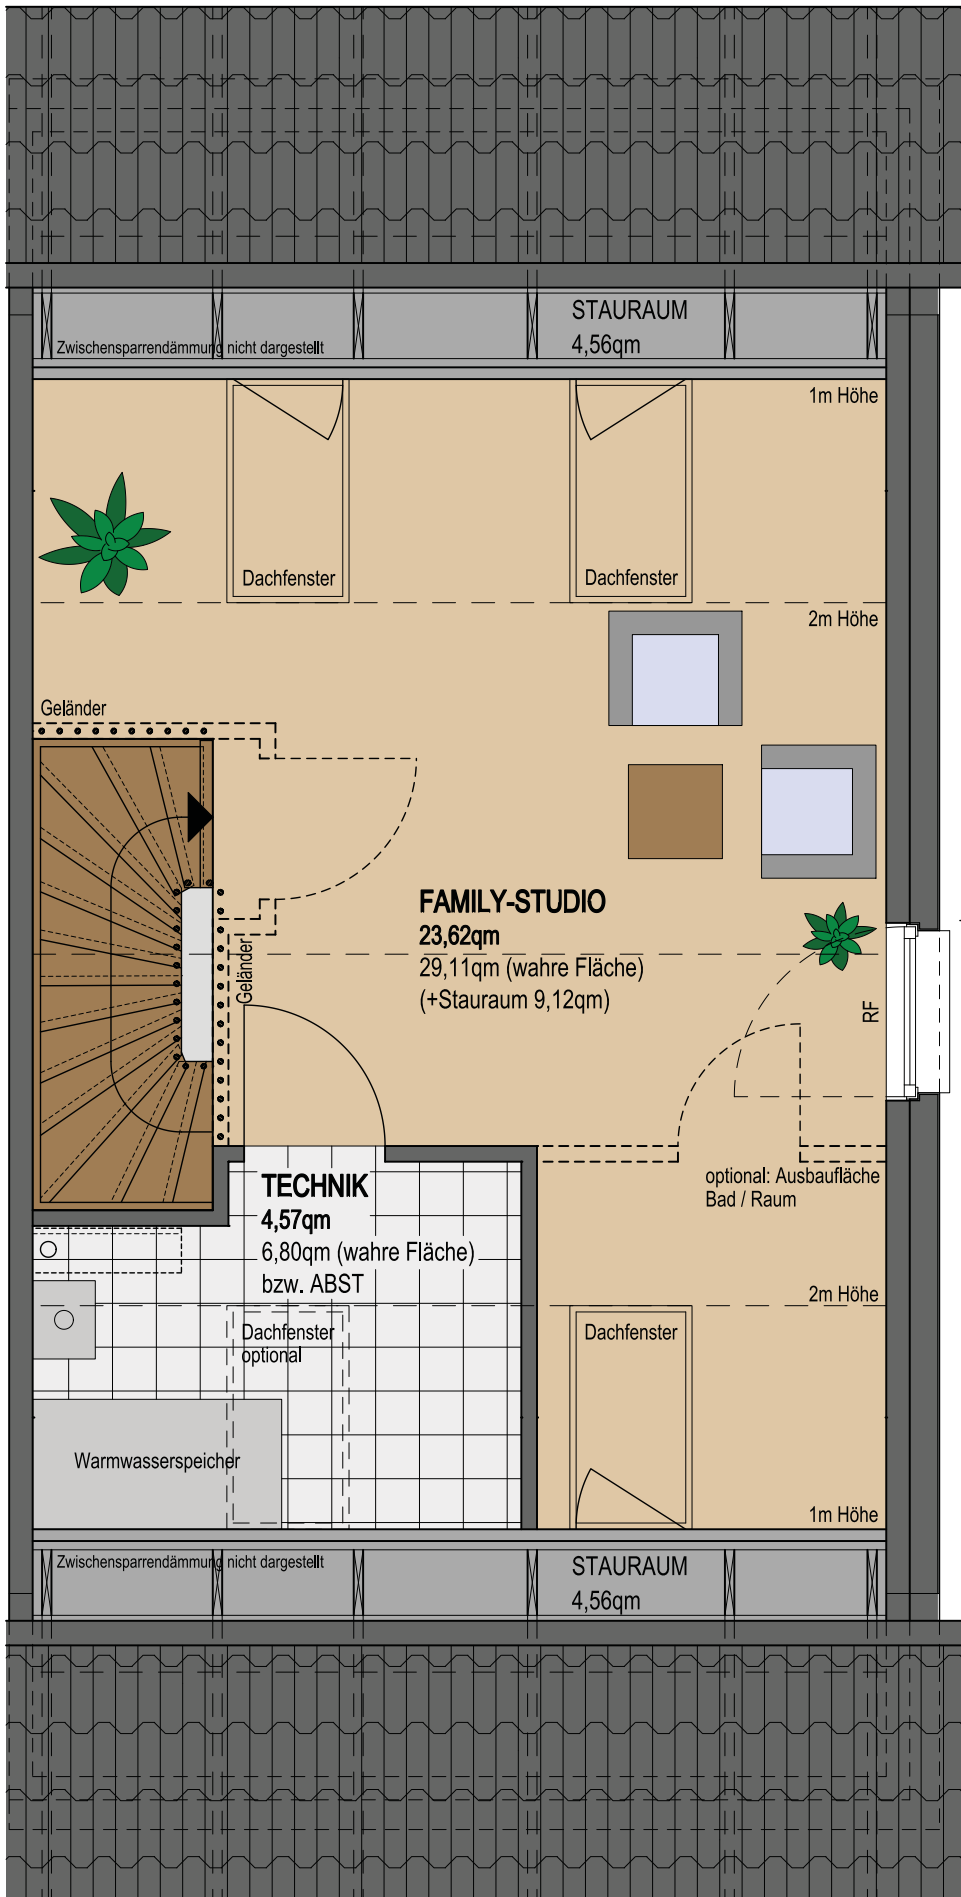 STAURAUM
4,56qm
Zwischensparrendämmung nicht dargestellt
1m Höhe
Dachfenster
Dachfenster
2m Höhe
Geländer
FAMILY-STUDIO
23,62qm
29,11qm (wahre Fläche)
(+Stauraum 9,12qm)
Geländer
RF
TECHNIK
4,57qm
6,80qm (wahre Fläche)
bzw. ABST
optional: Ausbaufläche
Bad / Raum
2m Höhe
Dachfenster
optional
Dachfenster
Warmwasserspeicher
1m Höhe
Zwischensparrendämmung nicht dargestellt
STAURAUM
4,56qm